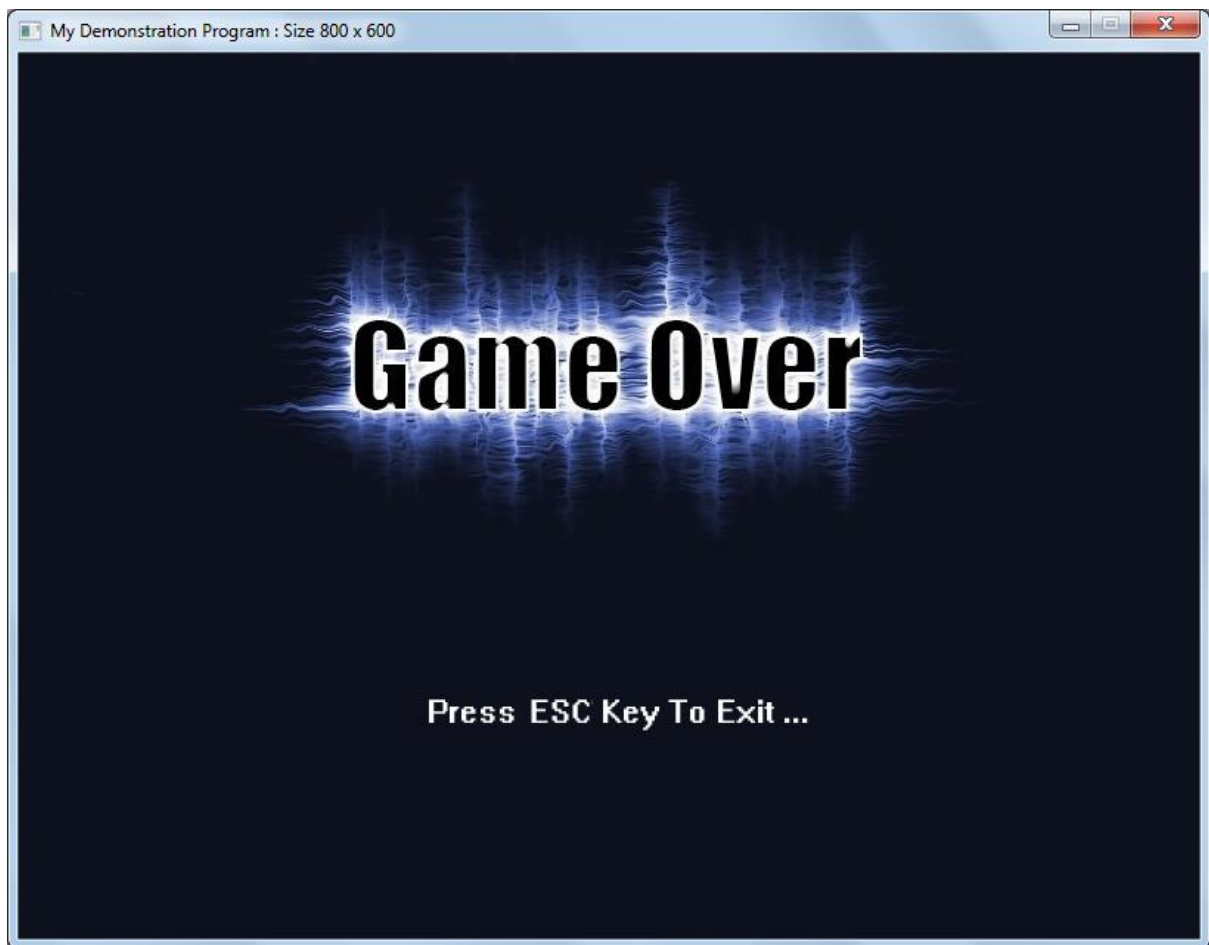 My Demonstration Program : Size 800 x 600
Game Over
Press ESC Key To Exit ...